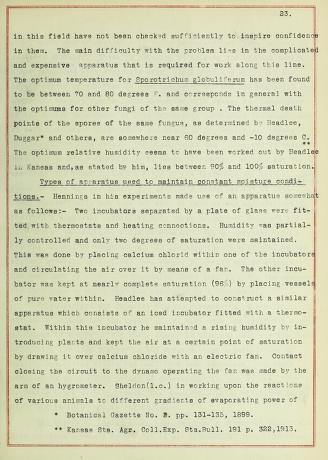 23.
in this field have not been checked sufficiently to inspire confidence
in them. The main difficulty with the problem lies in the complicated
and expensive apparatus that is required for work along this line.
The optimum temperature for Sporotrichum globuliferum has been found
to be between 70 and 80 degrees F. and corresponds in general with
the optimums for other fungi of the same group. The thermal death
points of the spores of the same fungus, as determined by Headlee,
Duggar* and others, are somewhere near 60 degrees and -10 degrees C.
The optimum relative humidity seems to have been worked out by Headlee**
in Kansas and,as stated by him, lies between 90% and 100% saturation.
Types of apparatus used to maintain constant moisture condi-
tions.- Hennings in his experiments made use of an apparatus somewhat
as follows:- Two incubators separated by a plate of glass were fit-
ted with thermostats and heating connections. Humidity was partial-
ly controlled and only two degrees of saturation were maintained.
This was done by placing calcium chlorid within one of the incubators
and circulating the air over it by means of a fan. The other incu-
bator was kept at nearly complete saturation (98%) by placing vessels
of pure water within. Headlee has attempted to construct a similar
apparatus which consists of an iced incubator fitted with a thermo-
stat. Within this incubator he maintained a rising humidity by in-
troducing plants and kept the air at a certain point of saturation
by drawing it over calcium chloride with an electric fan. Contact
closing the circuit to the dynamo operating the fan was made by the
arm of an hygrometer. Sheldon(l.c.) in working upon the reactions
of various animals to different gradients of evaporating power of
* Botanical Gazette No. pp. 131-135, 1899.
** Kansas Sta. Agr. Coll.Exp. Sta.Bull. 191 p. 322,1913.